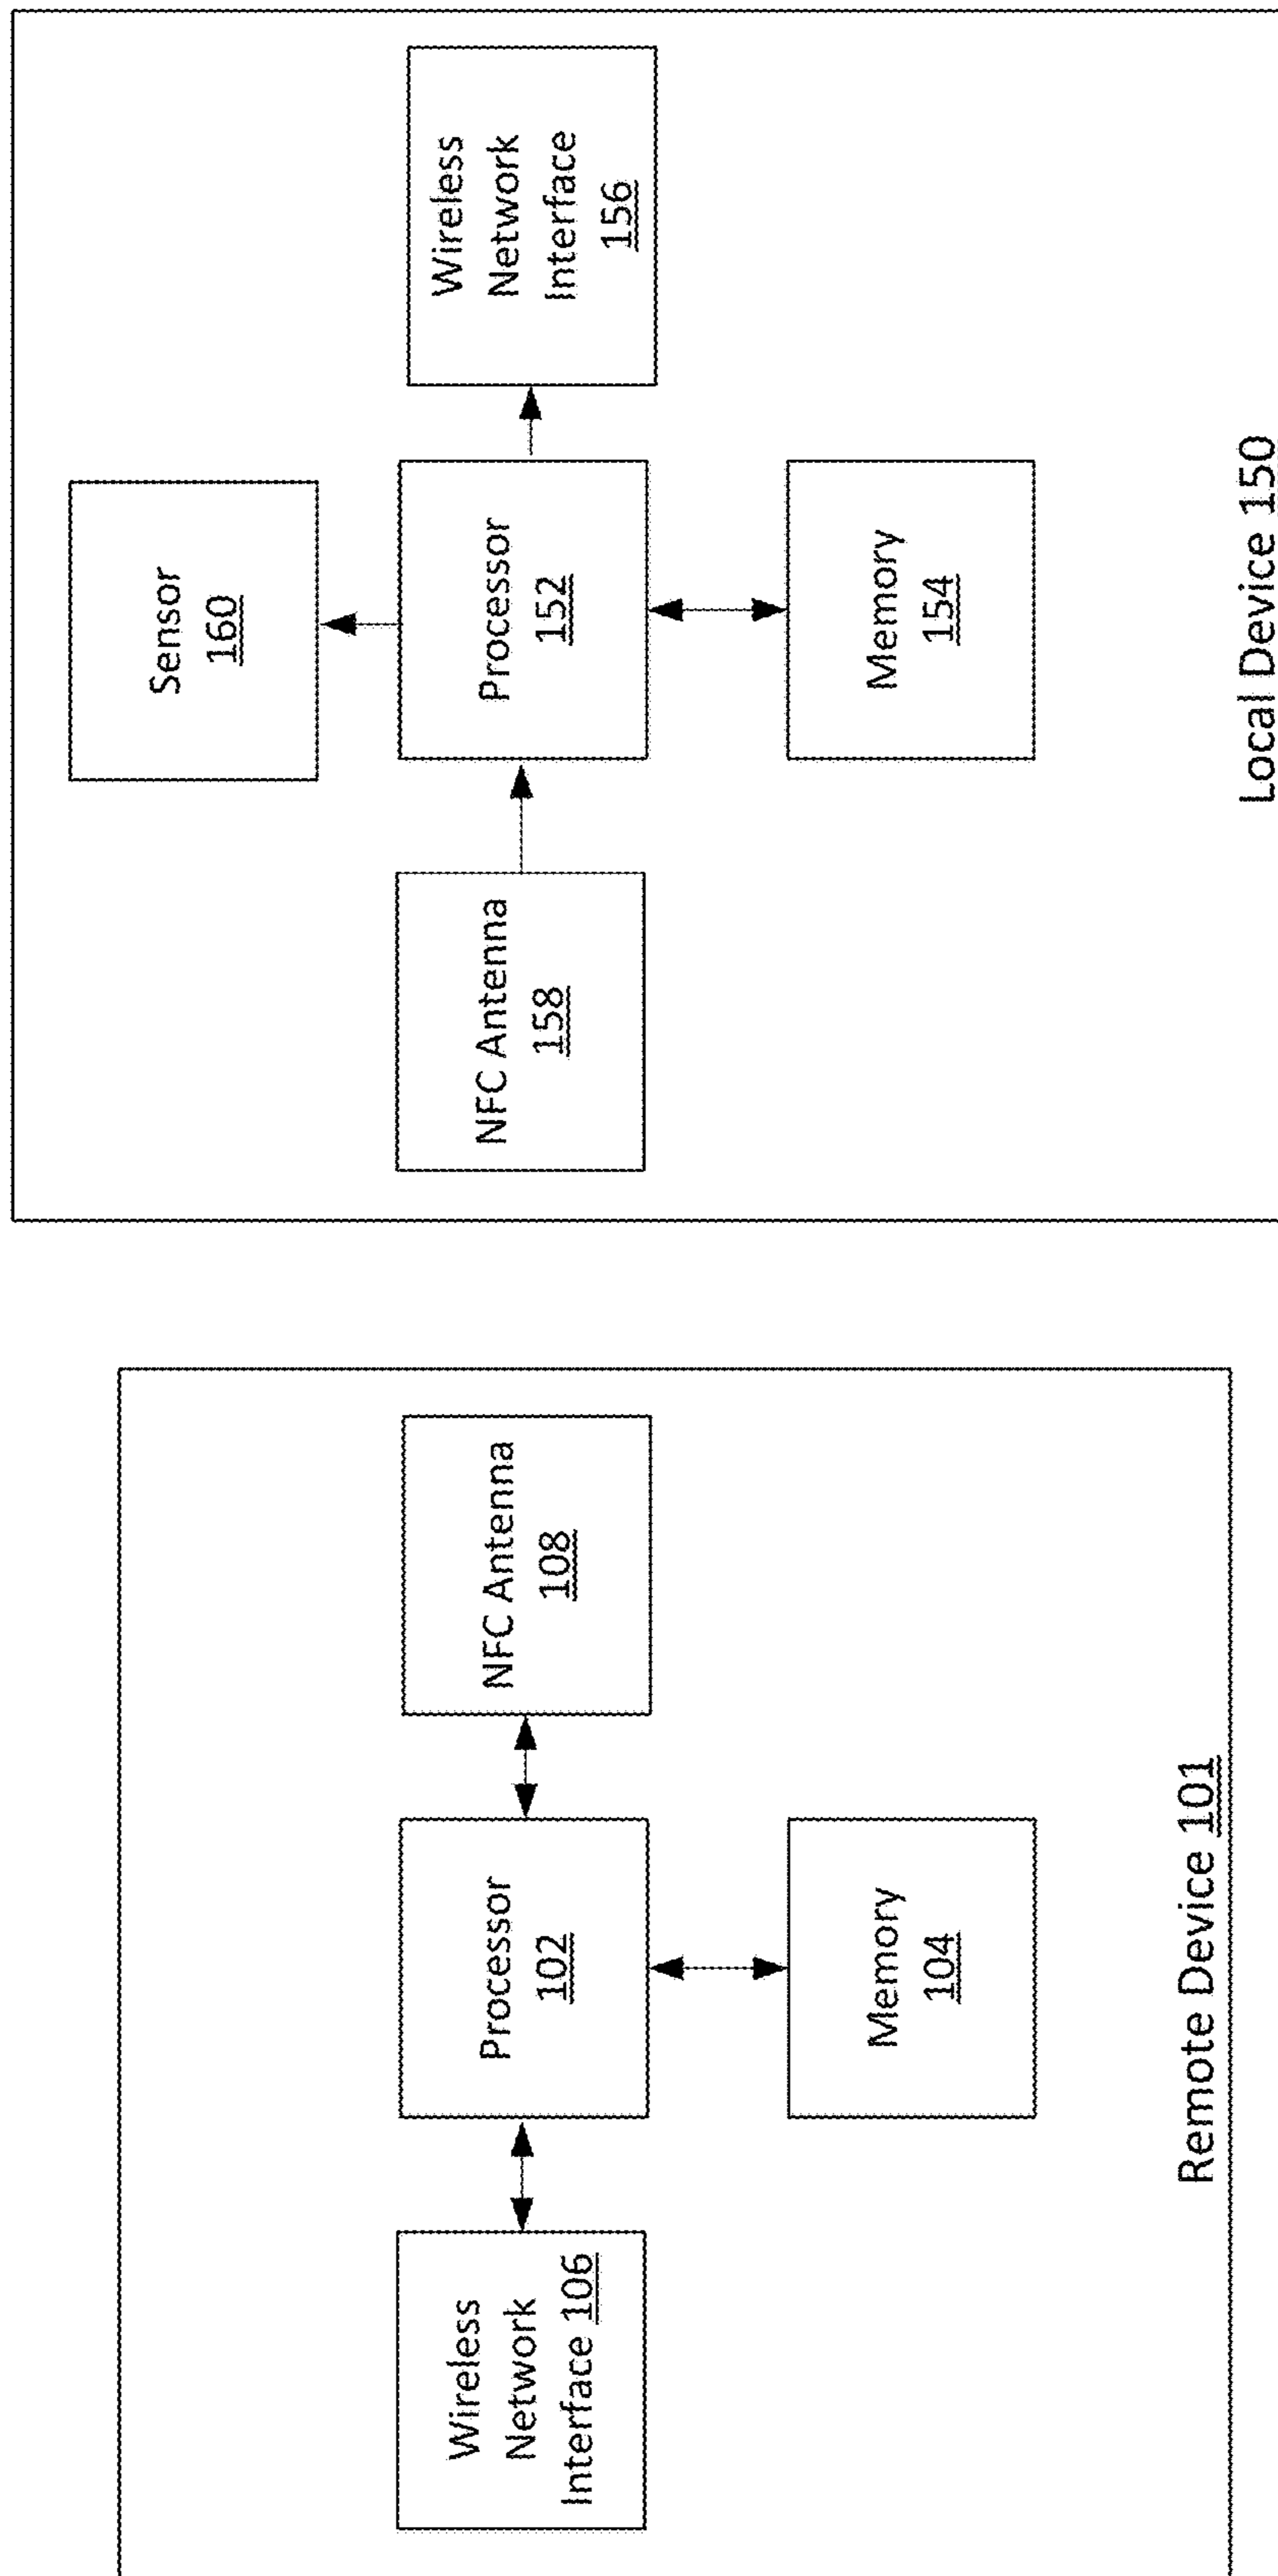 Wireless
Network
Interface 106
Processor
102
Memory
104
NFC Antenna
108
Remote Device 101
NFC Antenna
158
Sensor
160
Processor
152
Memory
154
Wireless
Network
Interface
156
Local Device 150